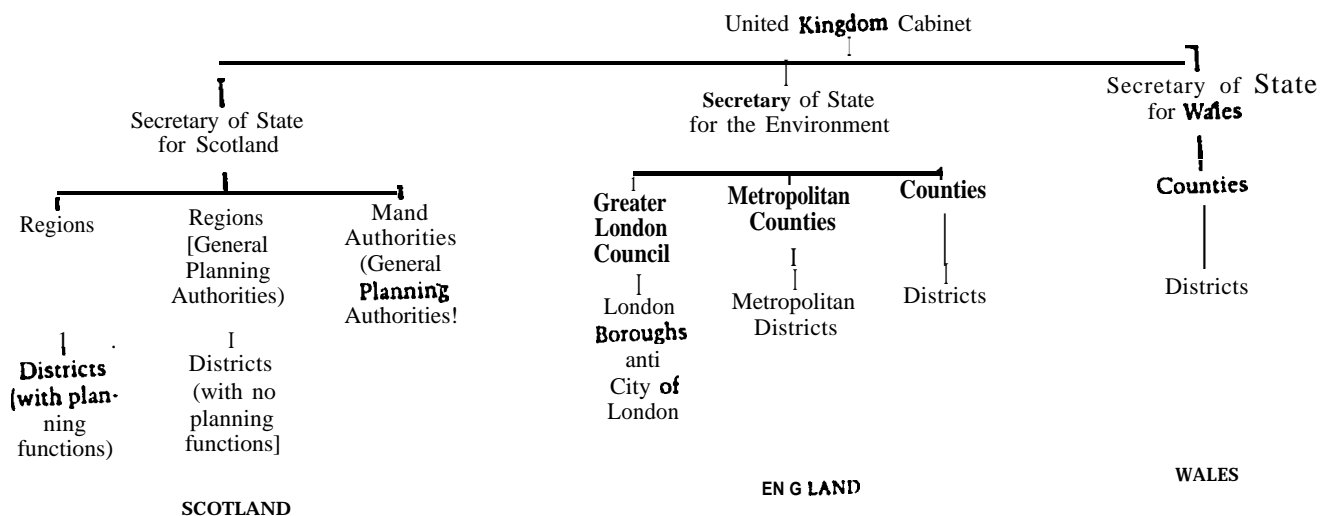 United Kingdom Cabinet
Secretary of State
for Scotland
Secretary of State
for the Environment
Secretary of State
for Wales
Regions
Regions
[General
Planning
Authorities)
Mand
Authorities
(General
Planning
Authorities!
Greater
London
Council
Metropolitan
Counties
Counties
Counties
Districts
(with plan-
ning
functions)
Districts
(with no
planning
functions]
London
Boroughs
anti
City of
London
Metropolitan
Districts
Districts
Districts
SCOTLAND
EN G LAND
WALES